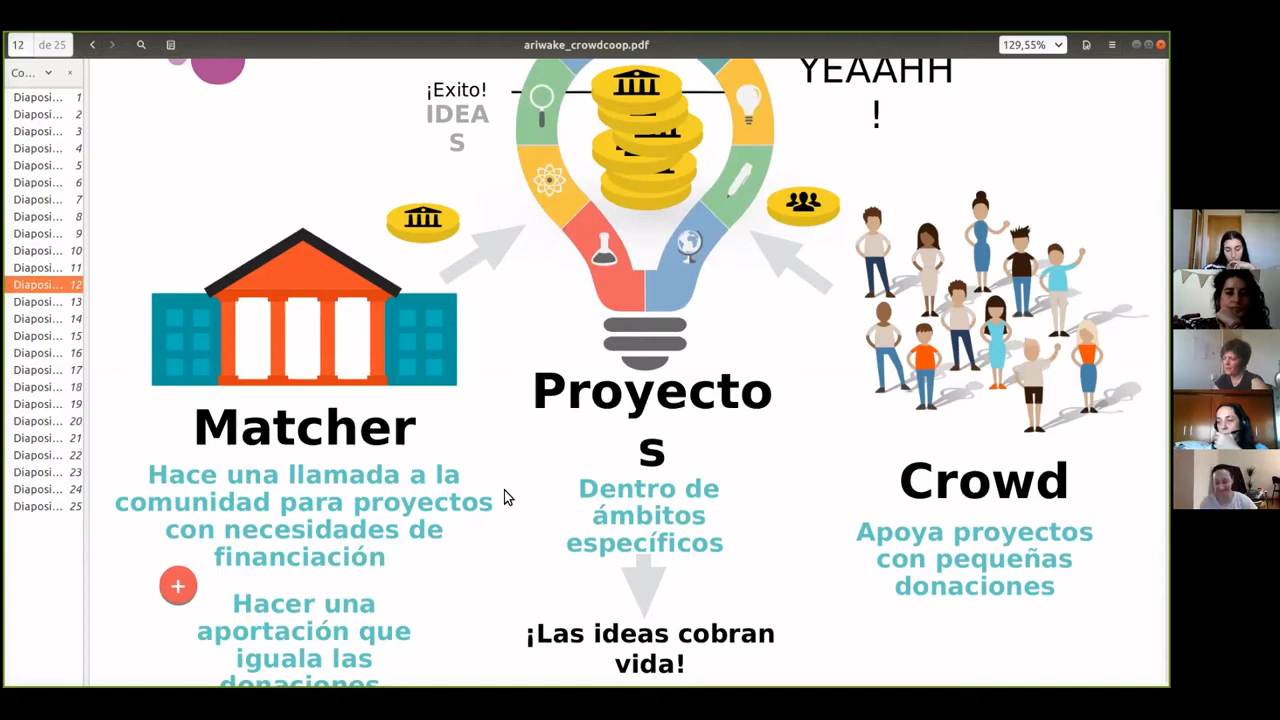 12 de 25
ariwake_crowdcoop.pdf
129,55%
Co...
Diaposi... 1
Diaposi... 2
Diaposi... 3
Diaposi... 4
Diaposi... 5
Diaposi... 6
Diaposi... 7
Diaposi... 8
Diaposi... 9
Diaposi... 10
Diaposi... 11
Diaposi... 12
Diaposi... 13
Diaposi... 14
Diaposi... 15
Diaposi... 16
Diaposi... 17
Diaposi... 18
Diaposi... 19
Diaposi... 20
Diaposi... 21
Diaposi... 22
Diaposi... 23
Diaposi... 24
Diaposi... 25
¡Exito!
IDEA
S
YEAAHH
!
Matcher
Hace una llamada a la
comunidad para proyectos
con necesidades de
financiación
+
Hacer una
aportación que
iguala las
donaciones
Proyecto
s
Dentro de
ámbitos
específicos
¡Las ideas cobran
vida!
Crowd
Apoya proyectos
con pequeñas
donaciones